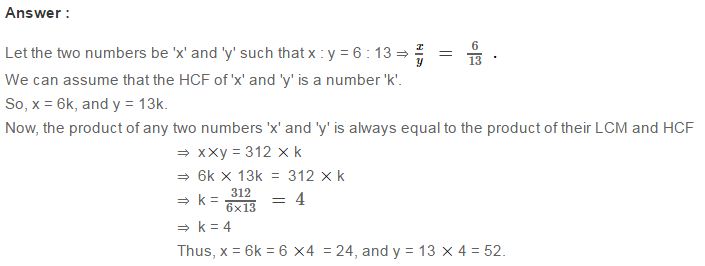 Answer :
Let the two numbers be 'x' and 'y' such that x : y = 6 : 13 ⇒ x/y = 6/13 .
We can assume that the HCF of 'x' and 'y' is a number 'k'.
So, x = 6k, and y = 13k.
Now, the product of any two numbers 'x' and 'y' is always equal to the product of their LCM and HCF
⇒ x×y = 312 × k
⇒ 6k × 13k = 312 × k
⇒ k = 312/6×13 = 4
⇒ k = 4
Thus, x = 6k = 6 ×4 = 24, and y = 13 × 4 = 52.